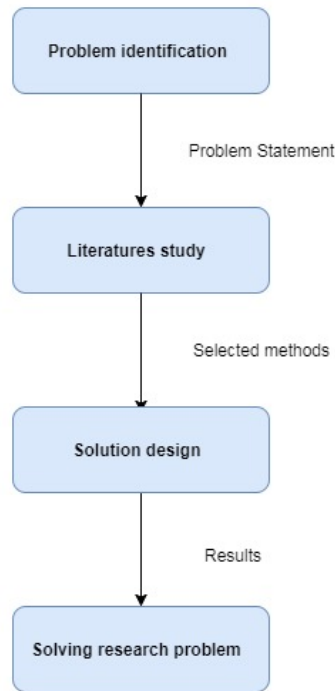 Problem identification
Problem Statement
Literatures study
Selected methods
Solution design
Results
Solving research problem